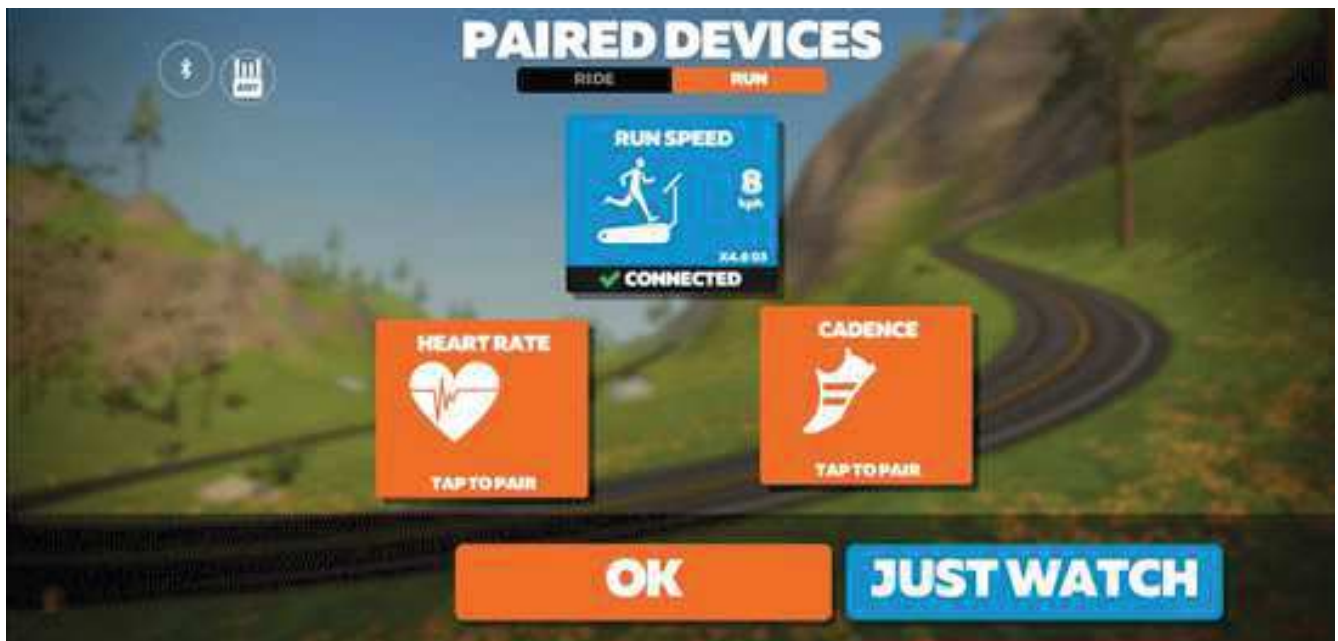 PAIRED DEVICES
RIDE
RUN
RUN SPEED
8
kph
CONNECTED
HEART RATE
TAP TO PAIR
CADENCE
TAP TO PAIR
OK
JUST WATCH